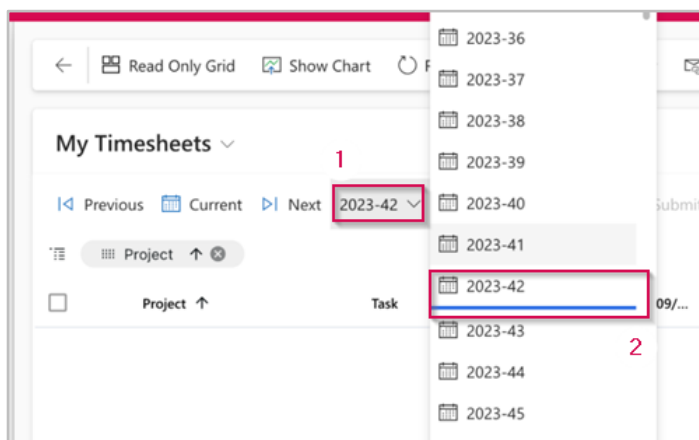 Read Only Grid Show Chart
My Timesheets
1
Previous Current Next 2023-42
Project
Project Task 09/...
2023-36
2023-37
2023-38
2023-39
2023-40
2023-41
2023-42
2023-43
2023-44
2023-45
2